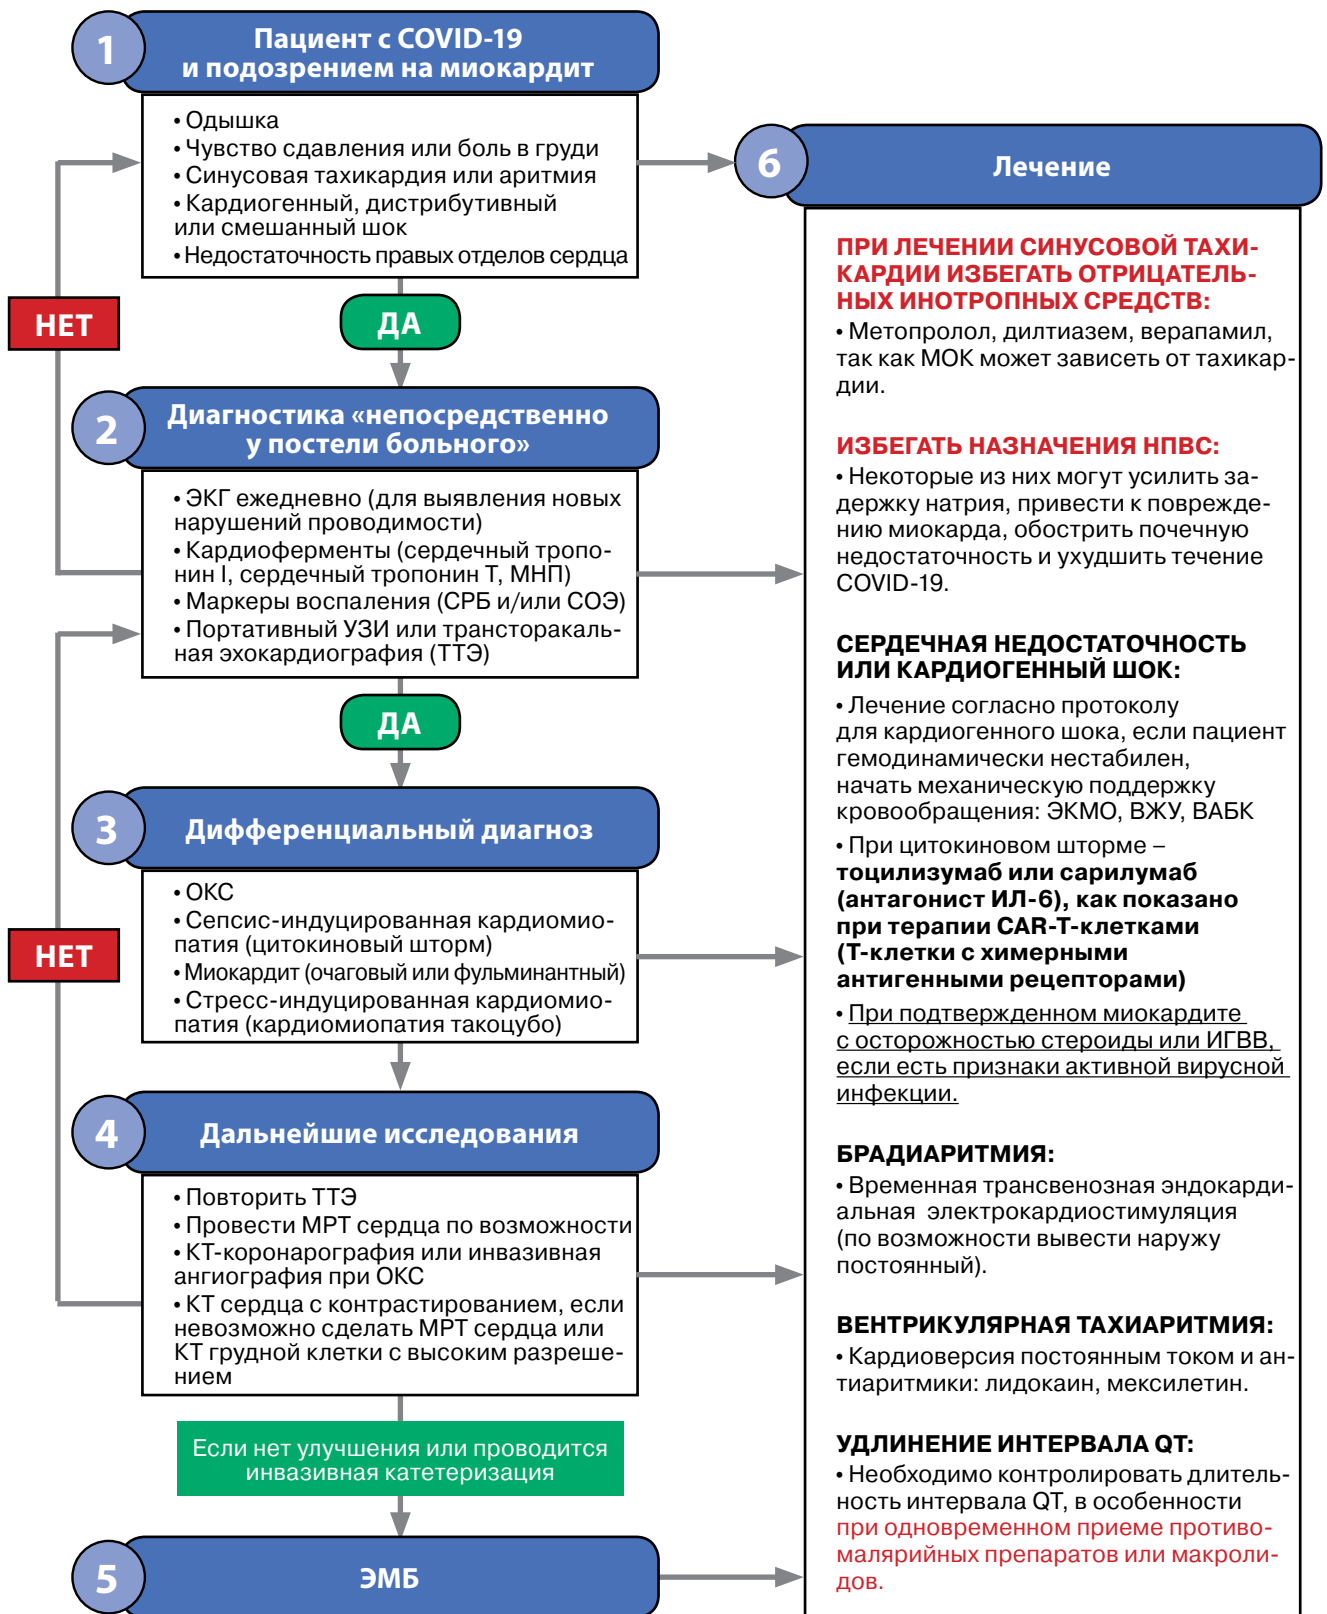 1
Пациент с COVID-19
и подозрением на миокардит
• Одышка
• Чувство сдавления или боль в груди
• Синусовая тахикардия или аритмия
• Кардиогенный, дистрибутивный
или смешанный шок
• Недостаточность правых отделов сердца
НЕТ
ДА
2
Диагностика «непосредственно
у постели больного»
• ЭКГ ежедневно (для выявления новых
нарушений проводимости)
• Кардиоферменты (сердечный тропо-
нин I, сердечный тропонин Т, МНП)
• Маркеры воспаления (СРБ и/или СОЭ)
• Портативный УЗИ или трансторакаль-
ная эхокардиография (ТТЭ)
ДА
3
Дифференциальный диагноз
• ОКС
• Сепсис-индуцированная кардиомио-
патия (цитокиновый шторм)
• Миокардит (очаговый или фульминантный)
• Стресс-индуцированная кардиомио-
патия (кардиомиопатия такоцубо)
НЕТ
4
Дальнейшие исследования
• Повторить ТТЭ
• Провести МРТ сердца по возможности
• КТ-коронарография или инвазивная
ангиография при ОКС
• КТ сердца с контрастированием, если
невозможно сделать МРТ сердца или
КТ грудной клетки с высоким разреше-
нием
Если нет улучшения или проводится
инвазивная катетеризация
5
ЭМБ
6
Лечение
ПРИ ЛЕЧЕНИИ СИНУСОВОЙ ТАХИ-
КАРДИИ ИЗБЕГАТЬ ОТРИЦАТЕЛЬ-
НЫХ ИНОТРОПНЫХ СРЕДСТВ:
• Метопролол, дилтиазем, верапамил,
так как МОК может зависеть от тахикар-
дии.
ИЗБЕГАТЬ НАЗНАЧЕНИЯ НПВС:
• Некоторые из них могут усилить за-
держку натрия, привести к поврежде-
нию миокарда, обострить почечную
недостаточность и ухудшить течение
COVID-19.
СЕРДЕЧНАЯ НЕДОСТАТОЧНОСТЬ
ИЛИ КАРДИОГЕННЫЙ ШОК:
• Лечение согласно протоколу
для кардиогенного шока, если пациент
гемодинамически нестабилен,
начать механическую поддержку
кровообращения: ЭКМО, ВЖУ, ВАБК
• При цитокиновом шторме –
тоцилизумаб или сарилумаб
(антагонист ИЛ-6), как показано
при терапии CAR-T-клетками
(Т-клетки с химерными
антигенными рецепторами)
• При подтвержденном миокардите
с осторожностью стероиды или ИГВВ,
если есть признаки активной вирусной
инфекции.
БРАДИАРИТМИЯ:
• Временная трансвенозная эндокарди-
альная электрокардиостимуляция
(по возможности вывести наружу
постоянный).
ВЕНТРИКУЛЯРНАЯ ТАХИАРИТМИЯ:
• Кардиоверсия постоянным током и ан-
тиаритмики: лидокаин, мексилетин.
УДЛИНЕНИЕ ИНТЕРВАЛА QT:
• Необходимо контролировать длитель-
ность интервала QT, в особенности
при одновременном приеме противо-
малярийных препаратов или макроли-
дов.